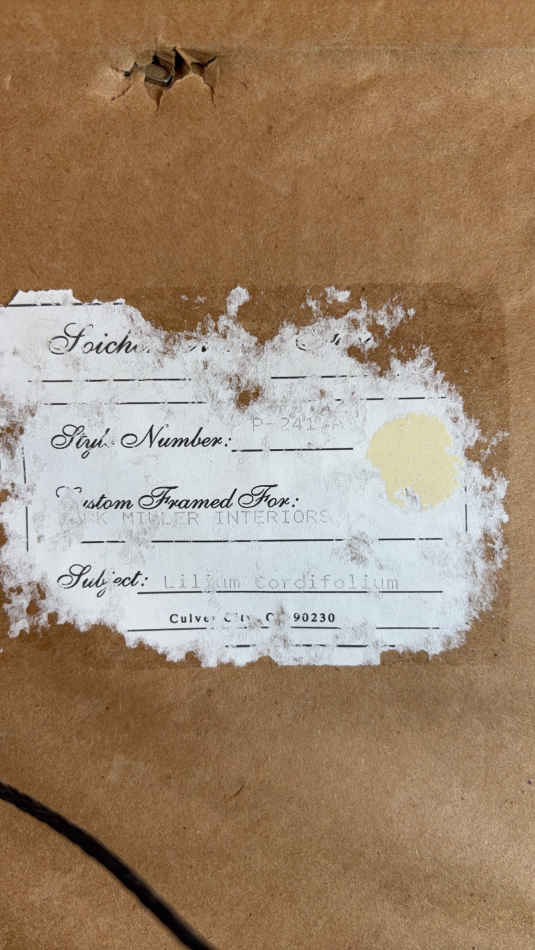 Style Number: P-241
Custom Framed For:
MILLER INTERIORS
Subject: Lilium Cordifolium
Culver City, CA 90230